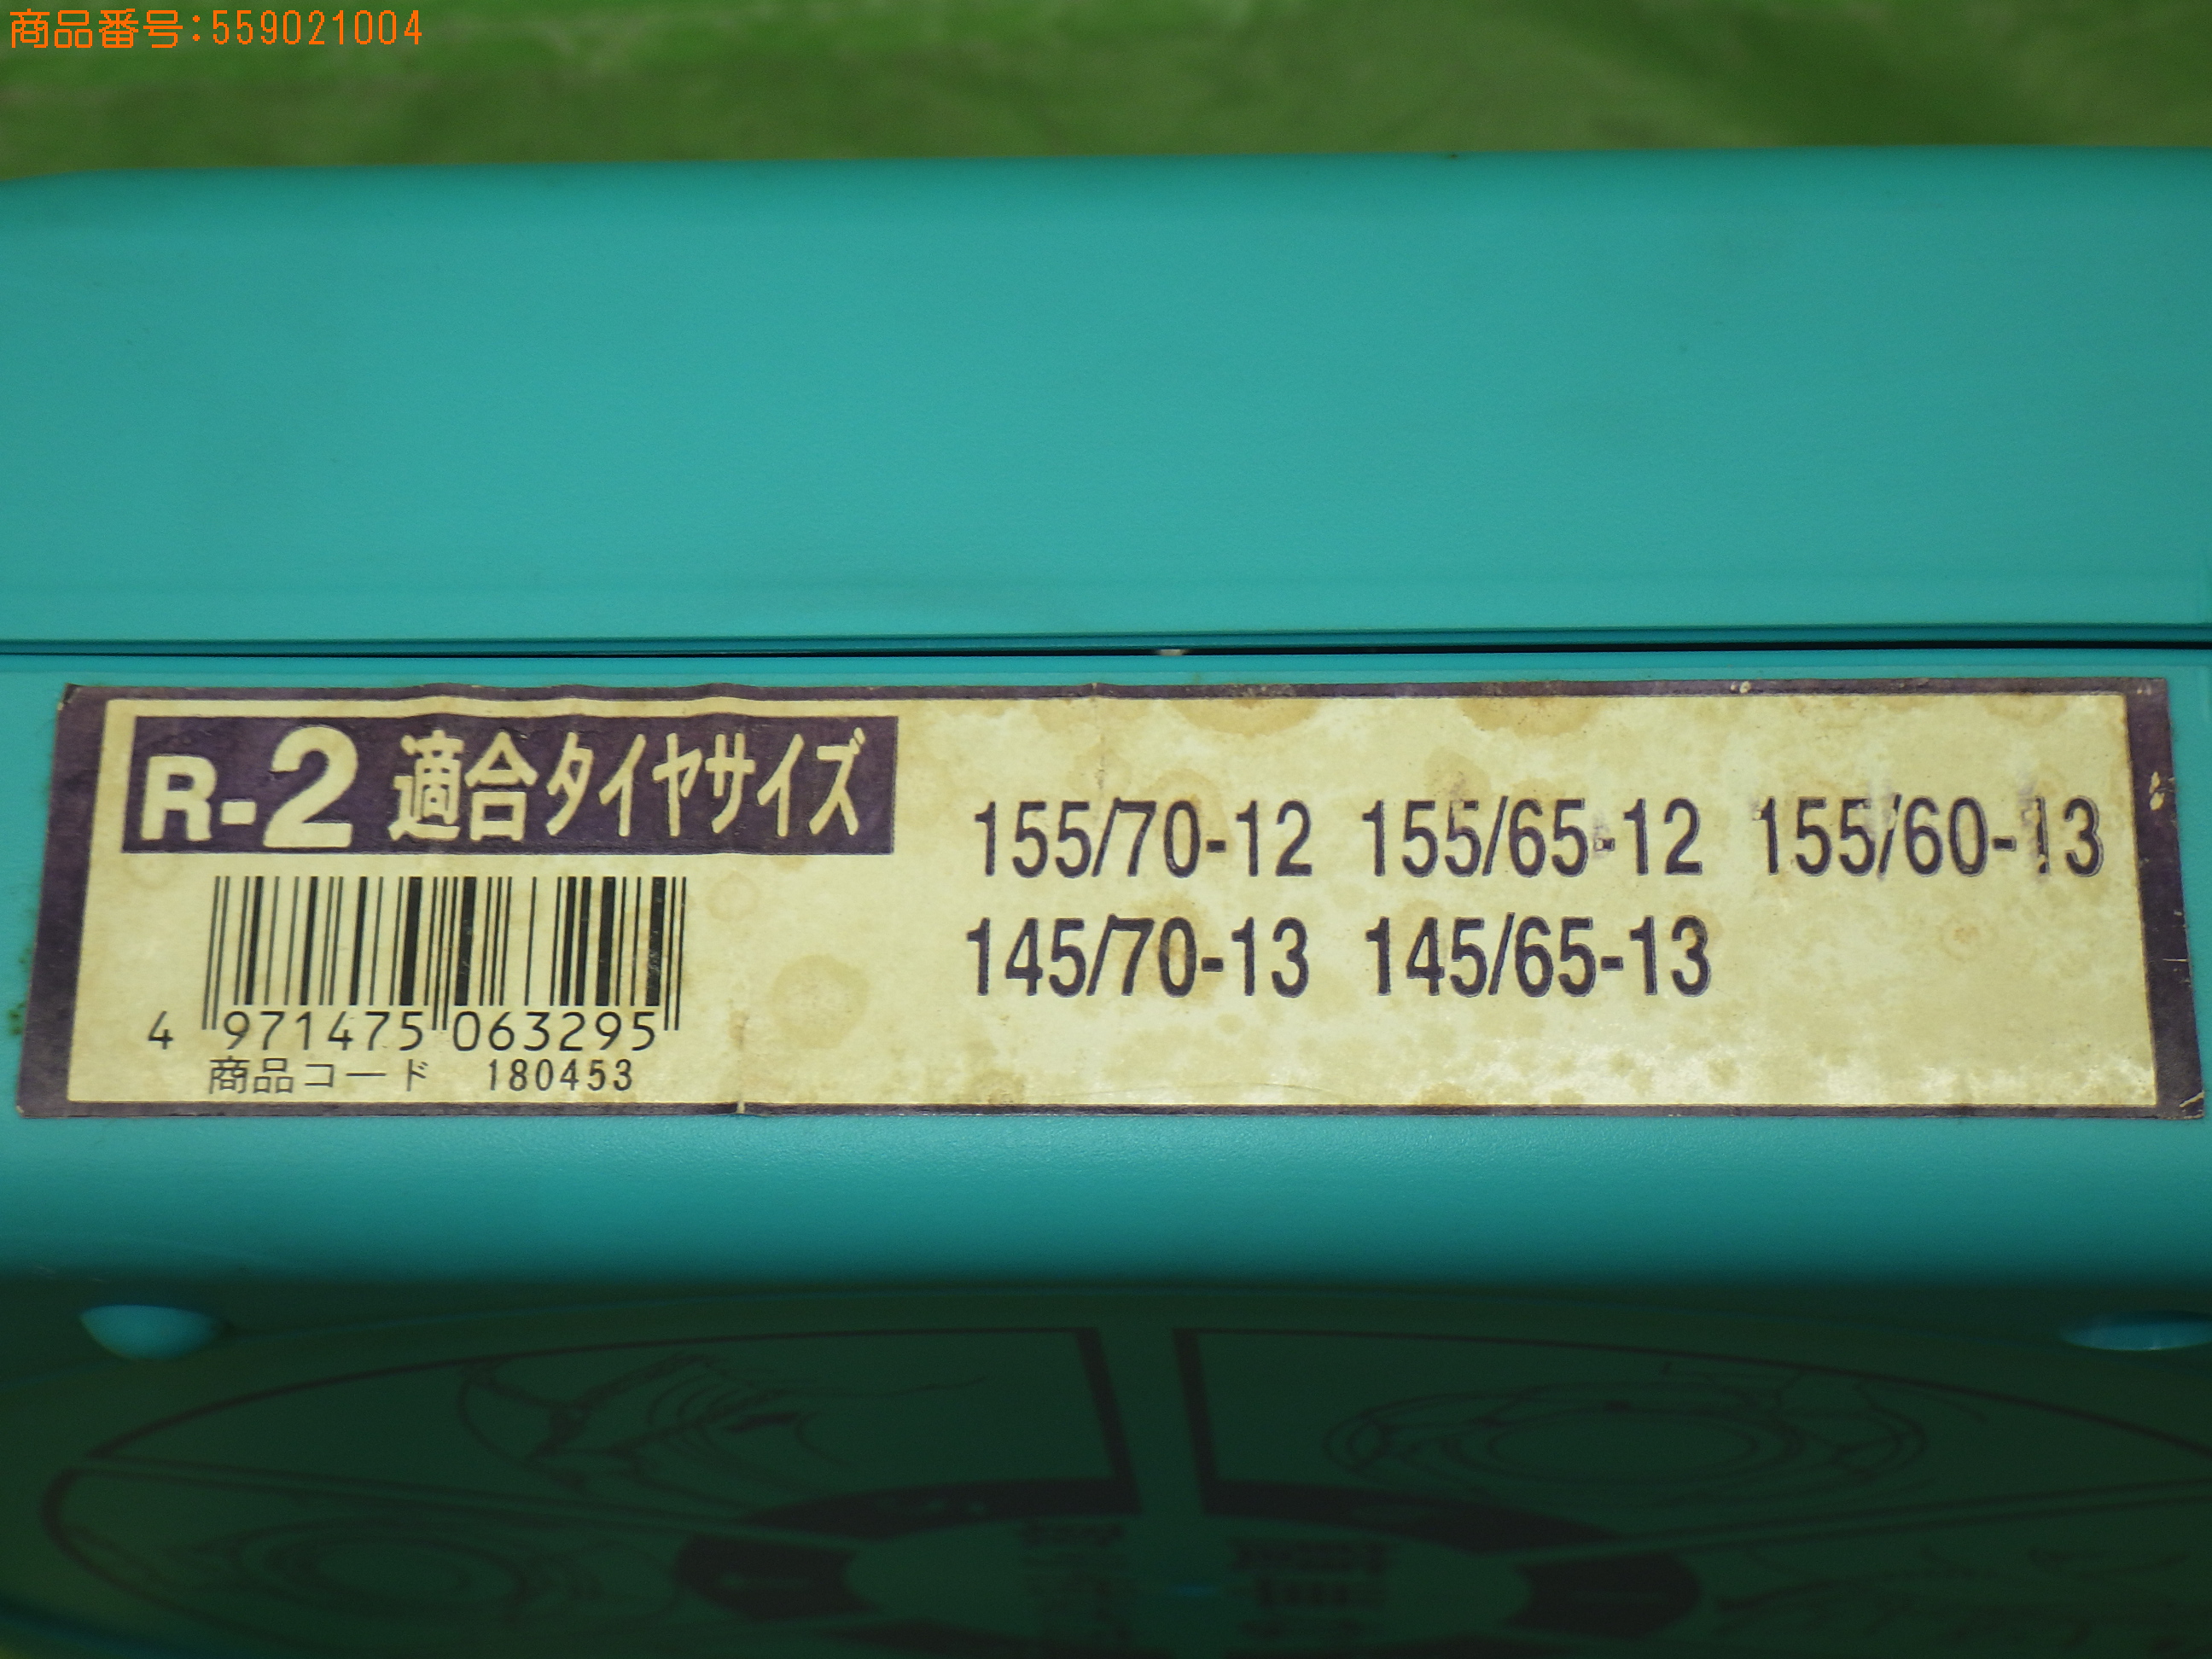 商品番号:559021004
R-2 適合タイヤサイズ
155/70-12 155/65-12 155/60-13
145/70-13 145/65-13
4 971475 063295
商品コード 180453